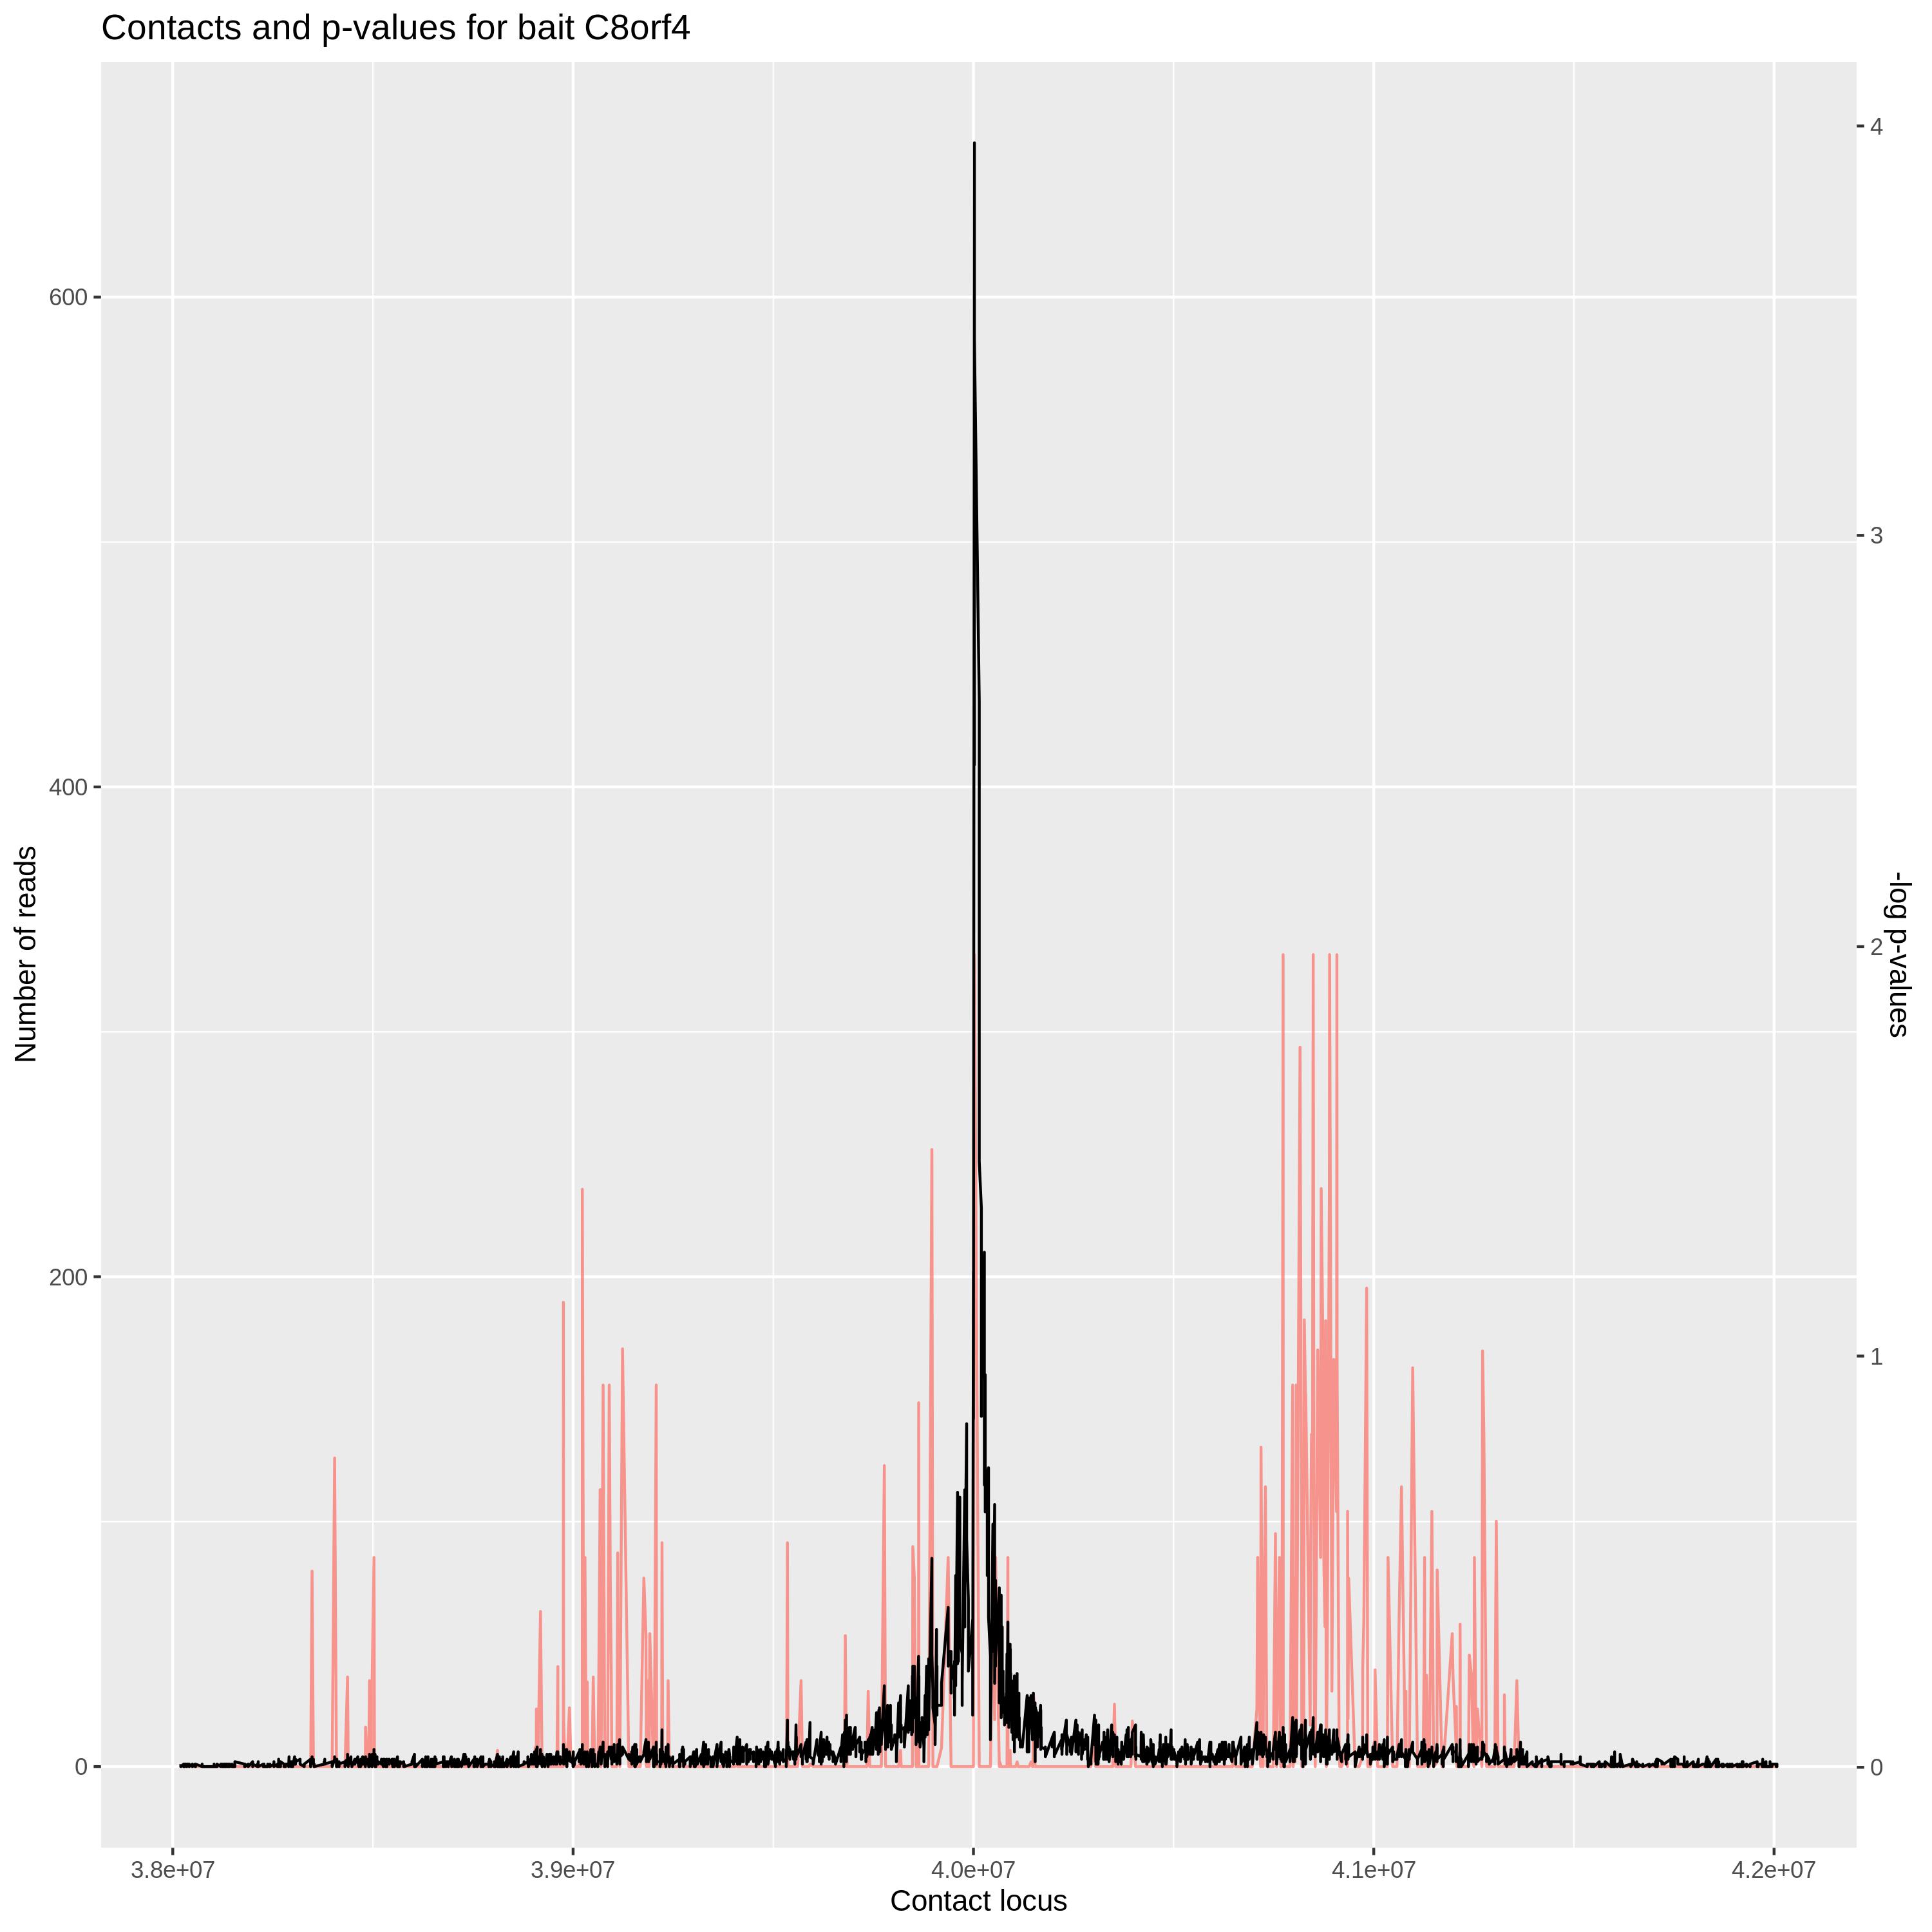 Contacts and p-values for bait C8orf4
Number of reads
600
400
200
0
4
3
2
1
0
-log p-values
3.8e+07
3.9e+07
4.0e+07
4.1e+07
4.2e+07
Contact locus